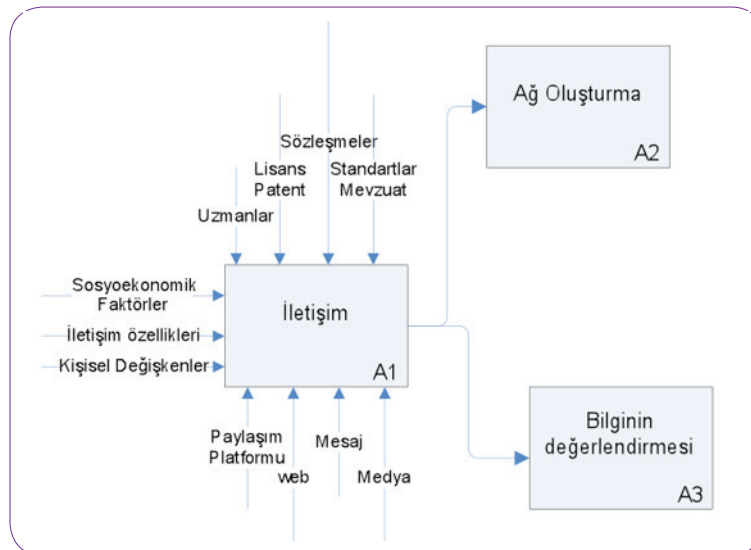 Ağ Oluşturma
A2
Sözleşmeler
Lisans
Patent
Standartlar
Mevzuat
Uzmanlar
Sosyoekonomik
Faktörler
İletişim özellikleri
Kişisel Değişkenler
İletişim
A1
Paylaşım
Platformu
web
Mesaj
Medya
Bilginin
değerlendirmesi
A3